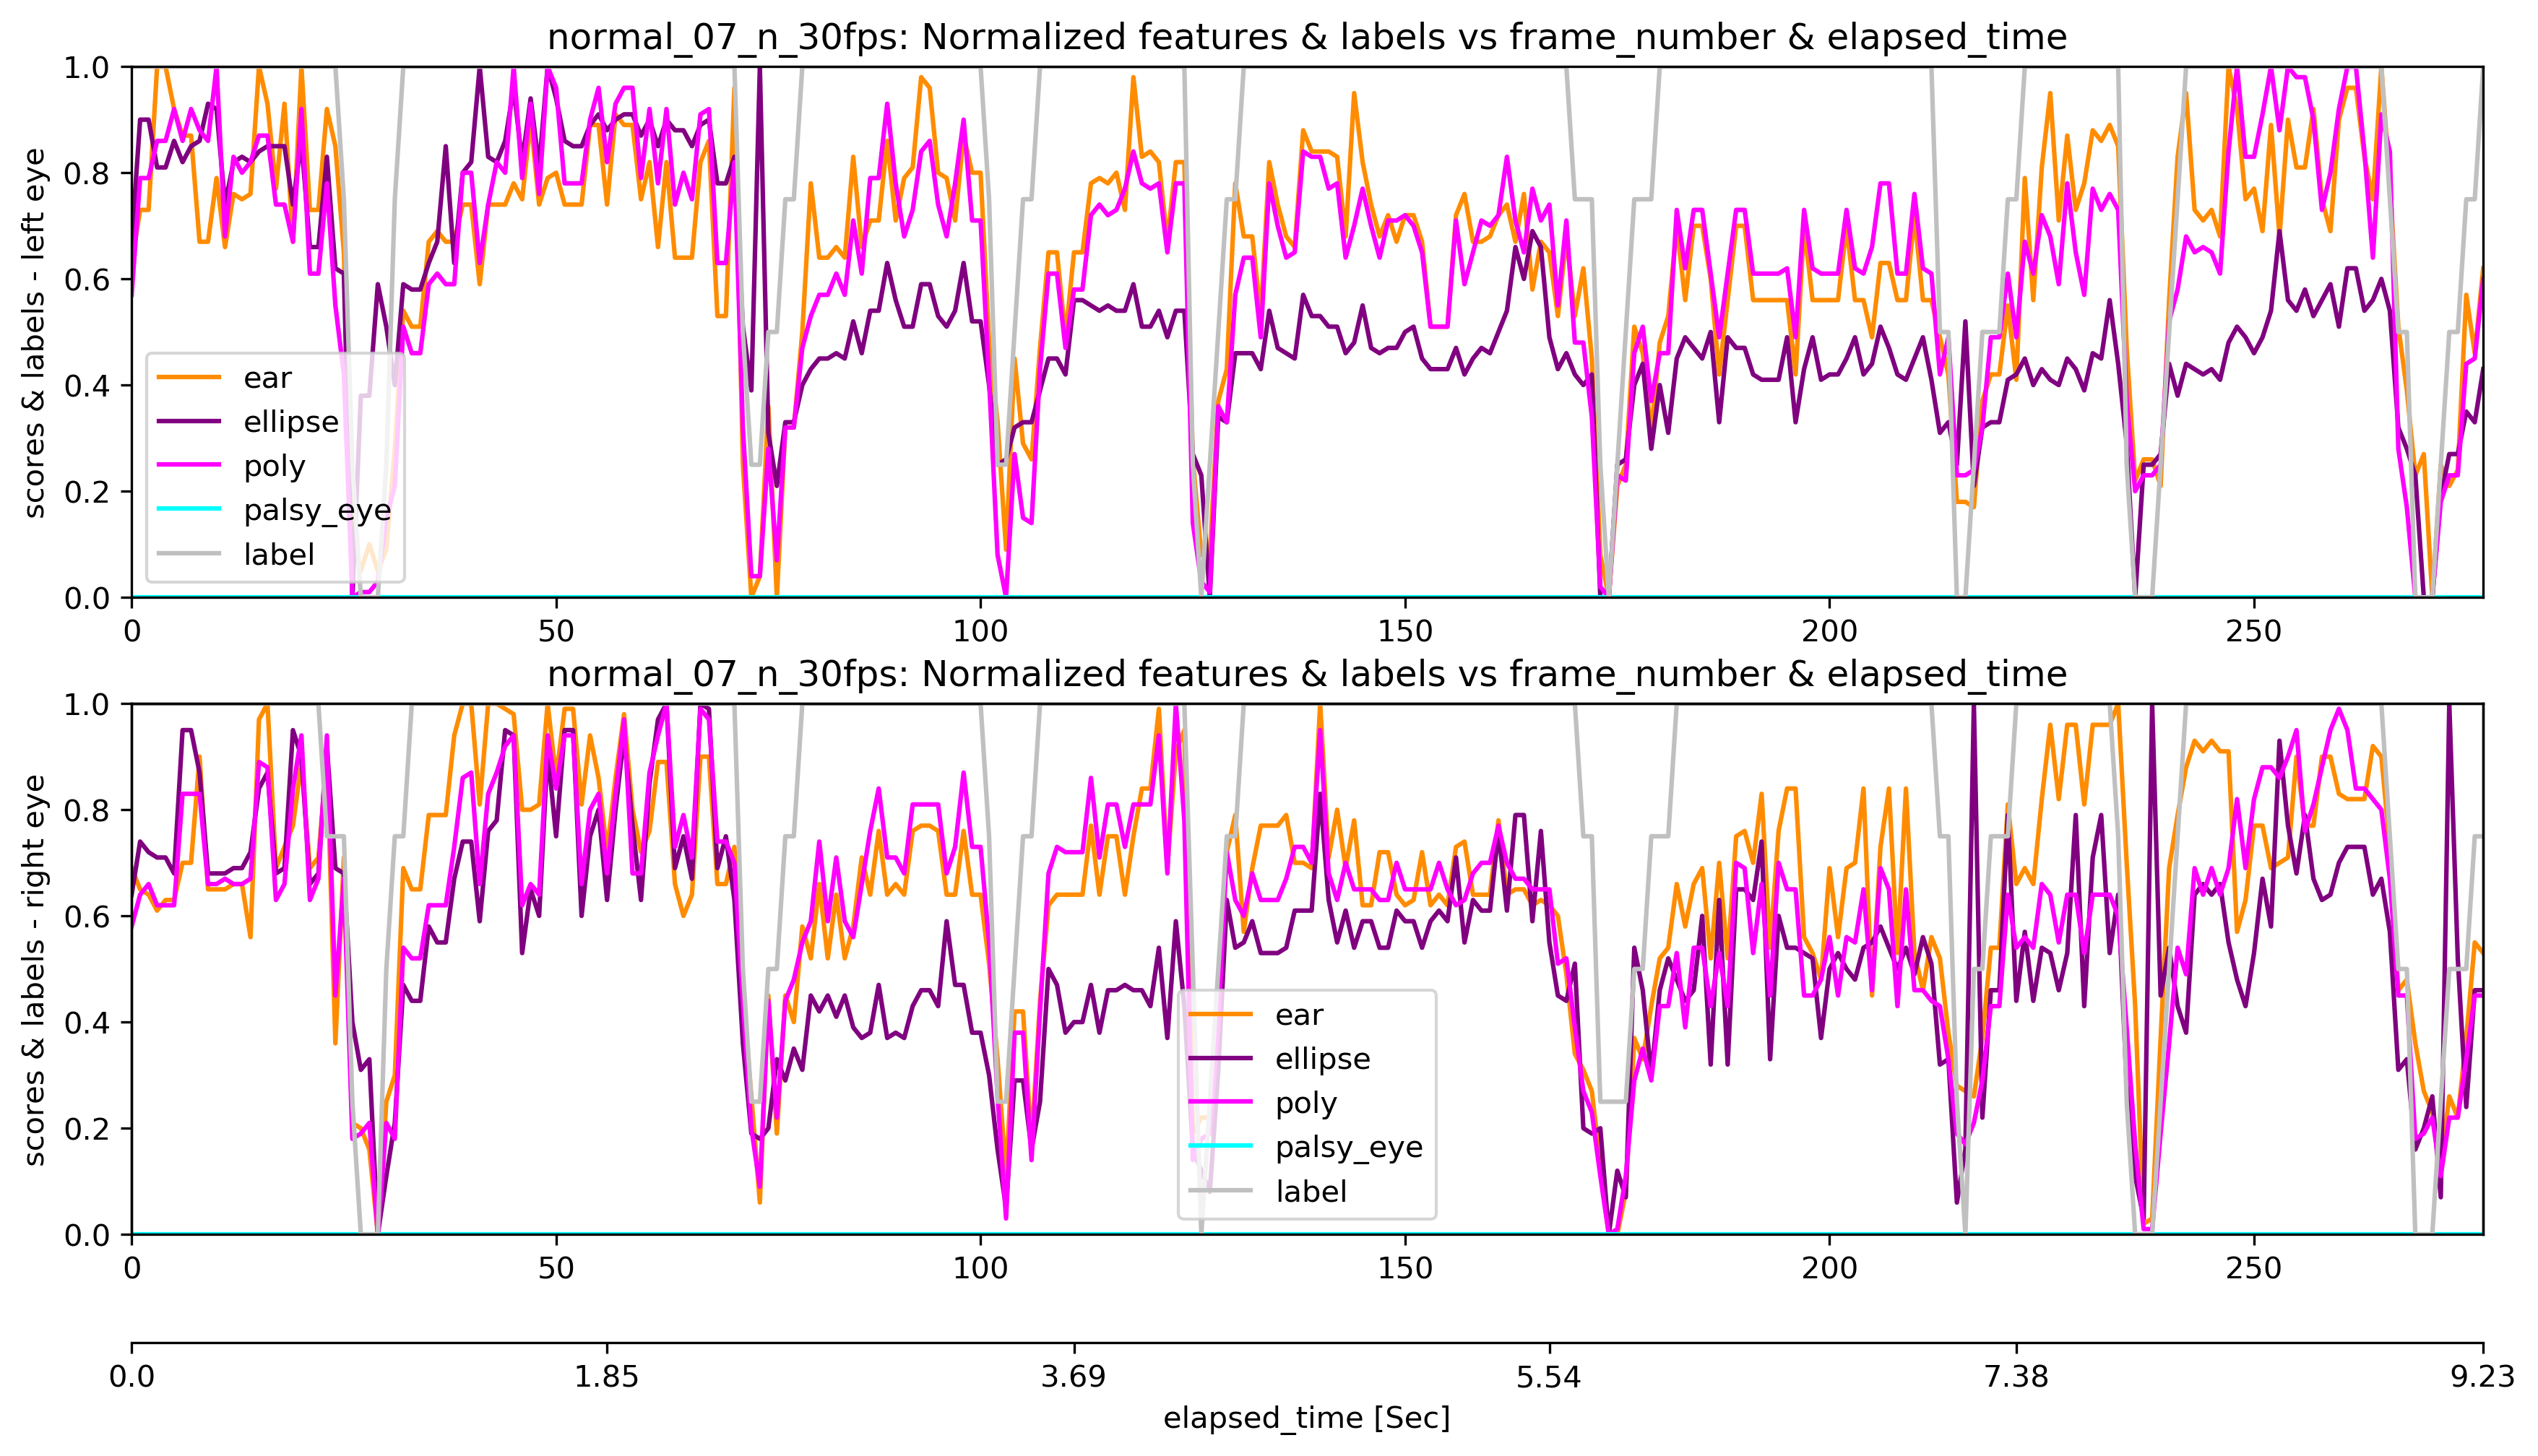 normal_07_n_30fps: Normalized features & labels vs frame_number & elapsed_time
scores & labels - left eye
1.0
0.8
0.6
0.4
0.2
0.0
ear
ellipse
poly
palsy_eye
label
0 50 100 150 200 250
normal_07_n_30fps: Normalized features & labels vs frame_number & elapsed_time
scores & labels - right eye
1.0
0.8
0.6
0.4
0.2
0.0
ear
ellipse
poly
palsy_eye
label
0 50 100 150 200 250
0.0 1.85 3.69 5.54 7.38 9.23
elapsed_time [Sec]